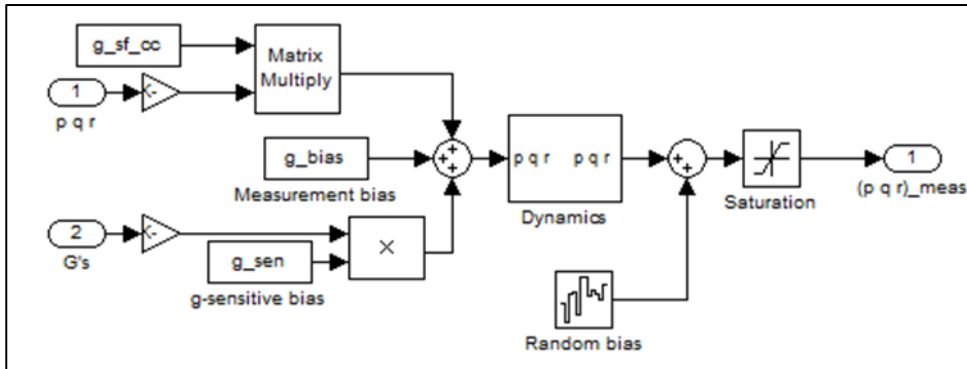 g_sf_cc
Matrix
Multiply
1
K-
p q r
g_bias
Measurement bias
p q r p q r
Dynamics
Saturation
1
(p q r)_meas
2
K-
G's
g_sen
g-sensitive bias
×
Random bias